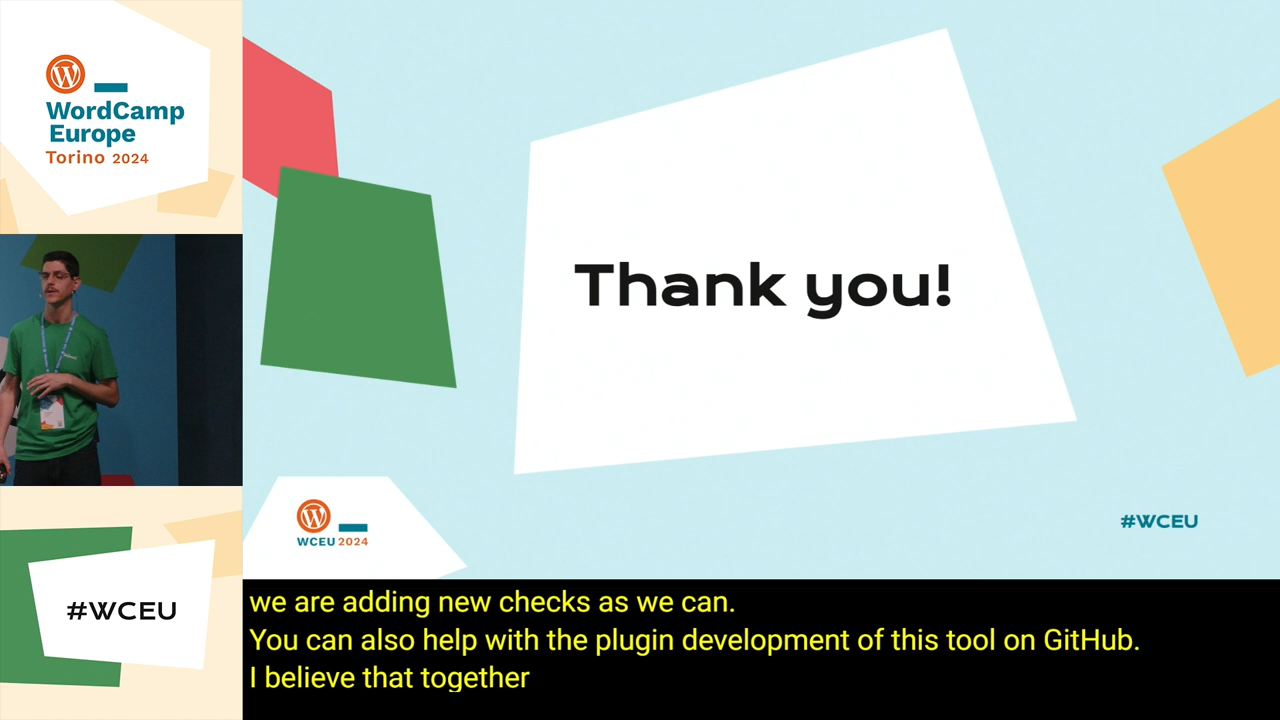 WordCamp
Europe
Torino 2024
Thank you!
WCEU 2024
#WCEU
#WCEU
we are adding new checks as we can.
You can also help with the plugin development of this tool on GitHub.
I believe that together